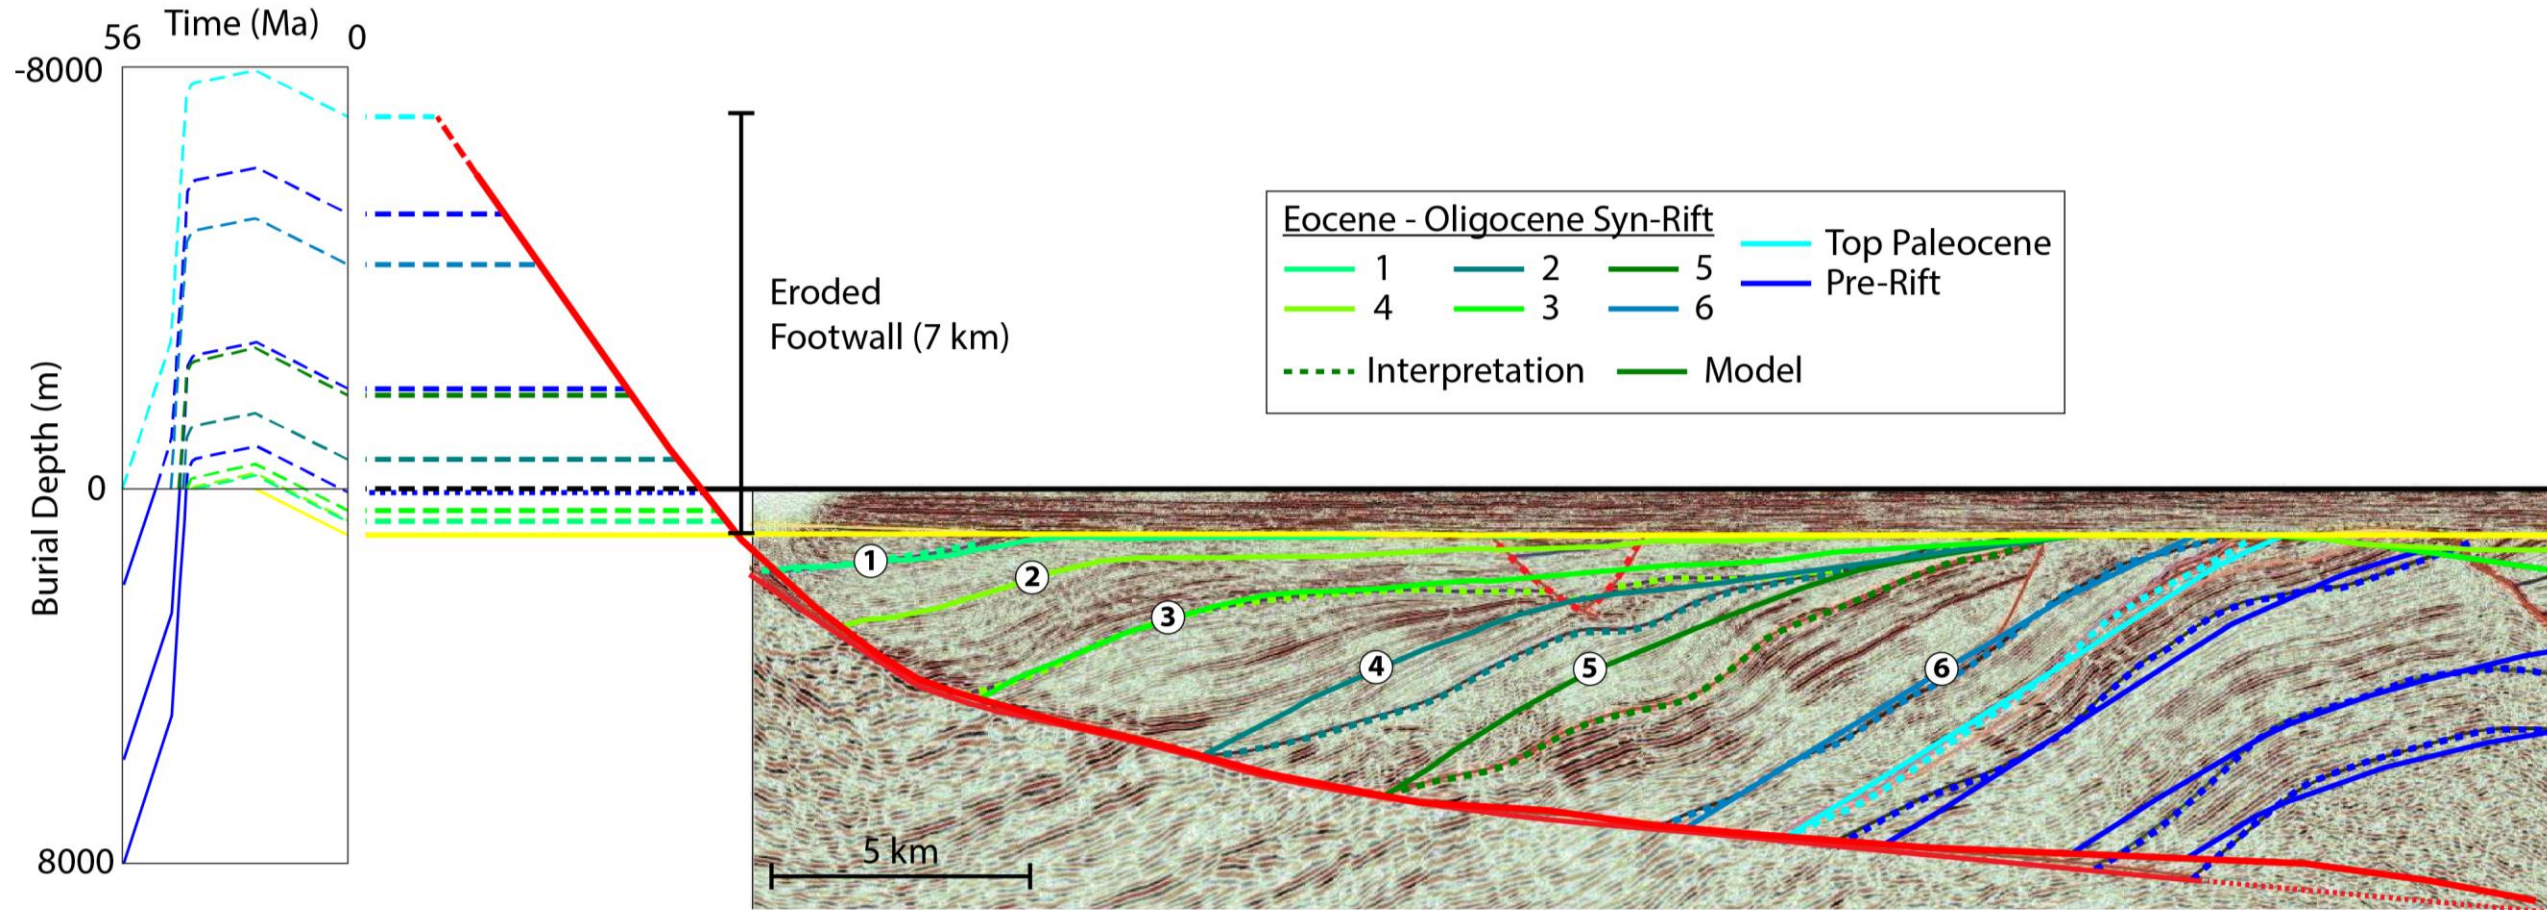 Time (Ma)
56
0
-8000
0
8000
Burial Depth (m)
Eroded
Footwall (7 km)
Eocene - Oligocene Syn-Rift
1
2
5
4
3
6
Top Paleocene
Pre-Rift
Interpretation
Model
1
2
3
4
5
6
5 km